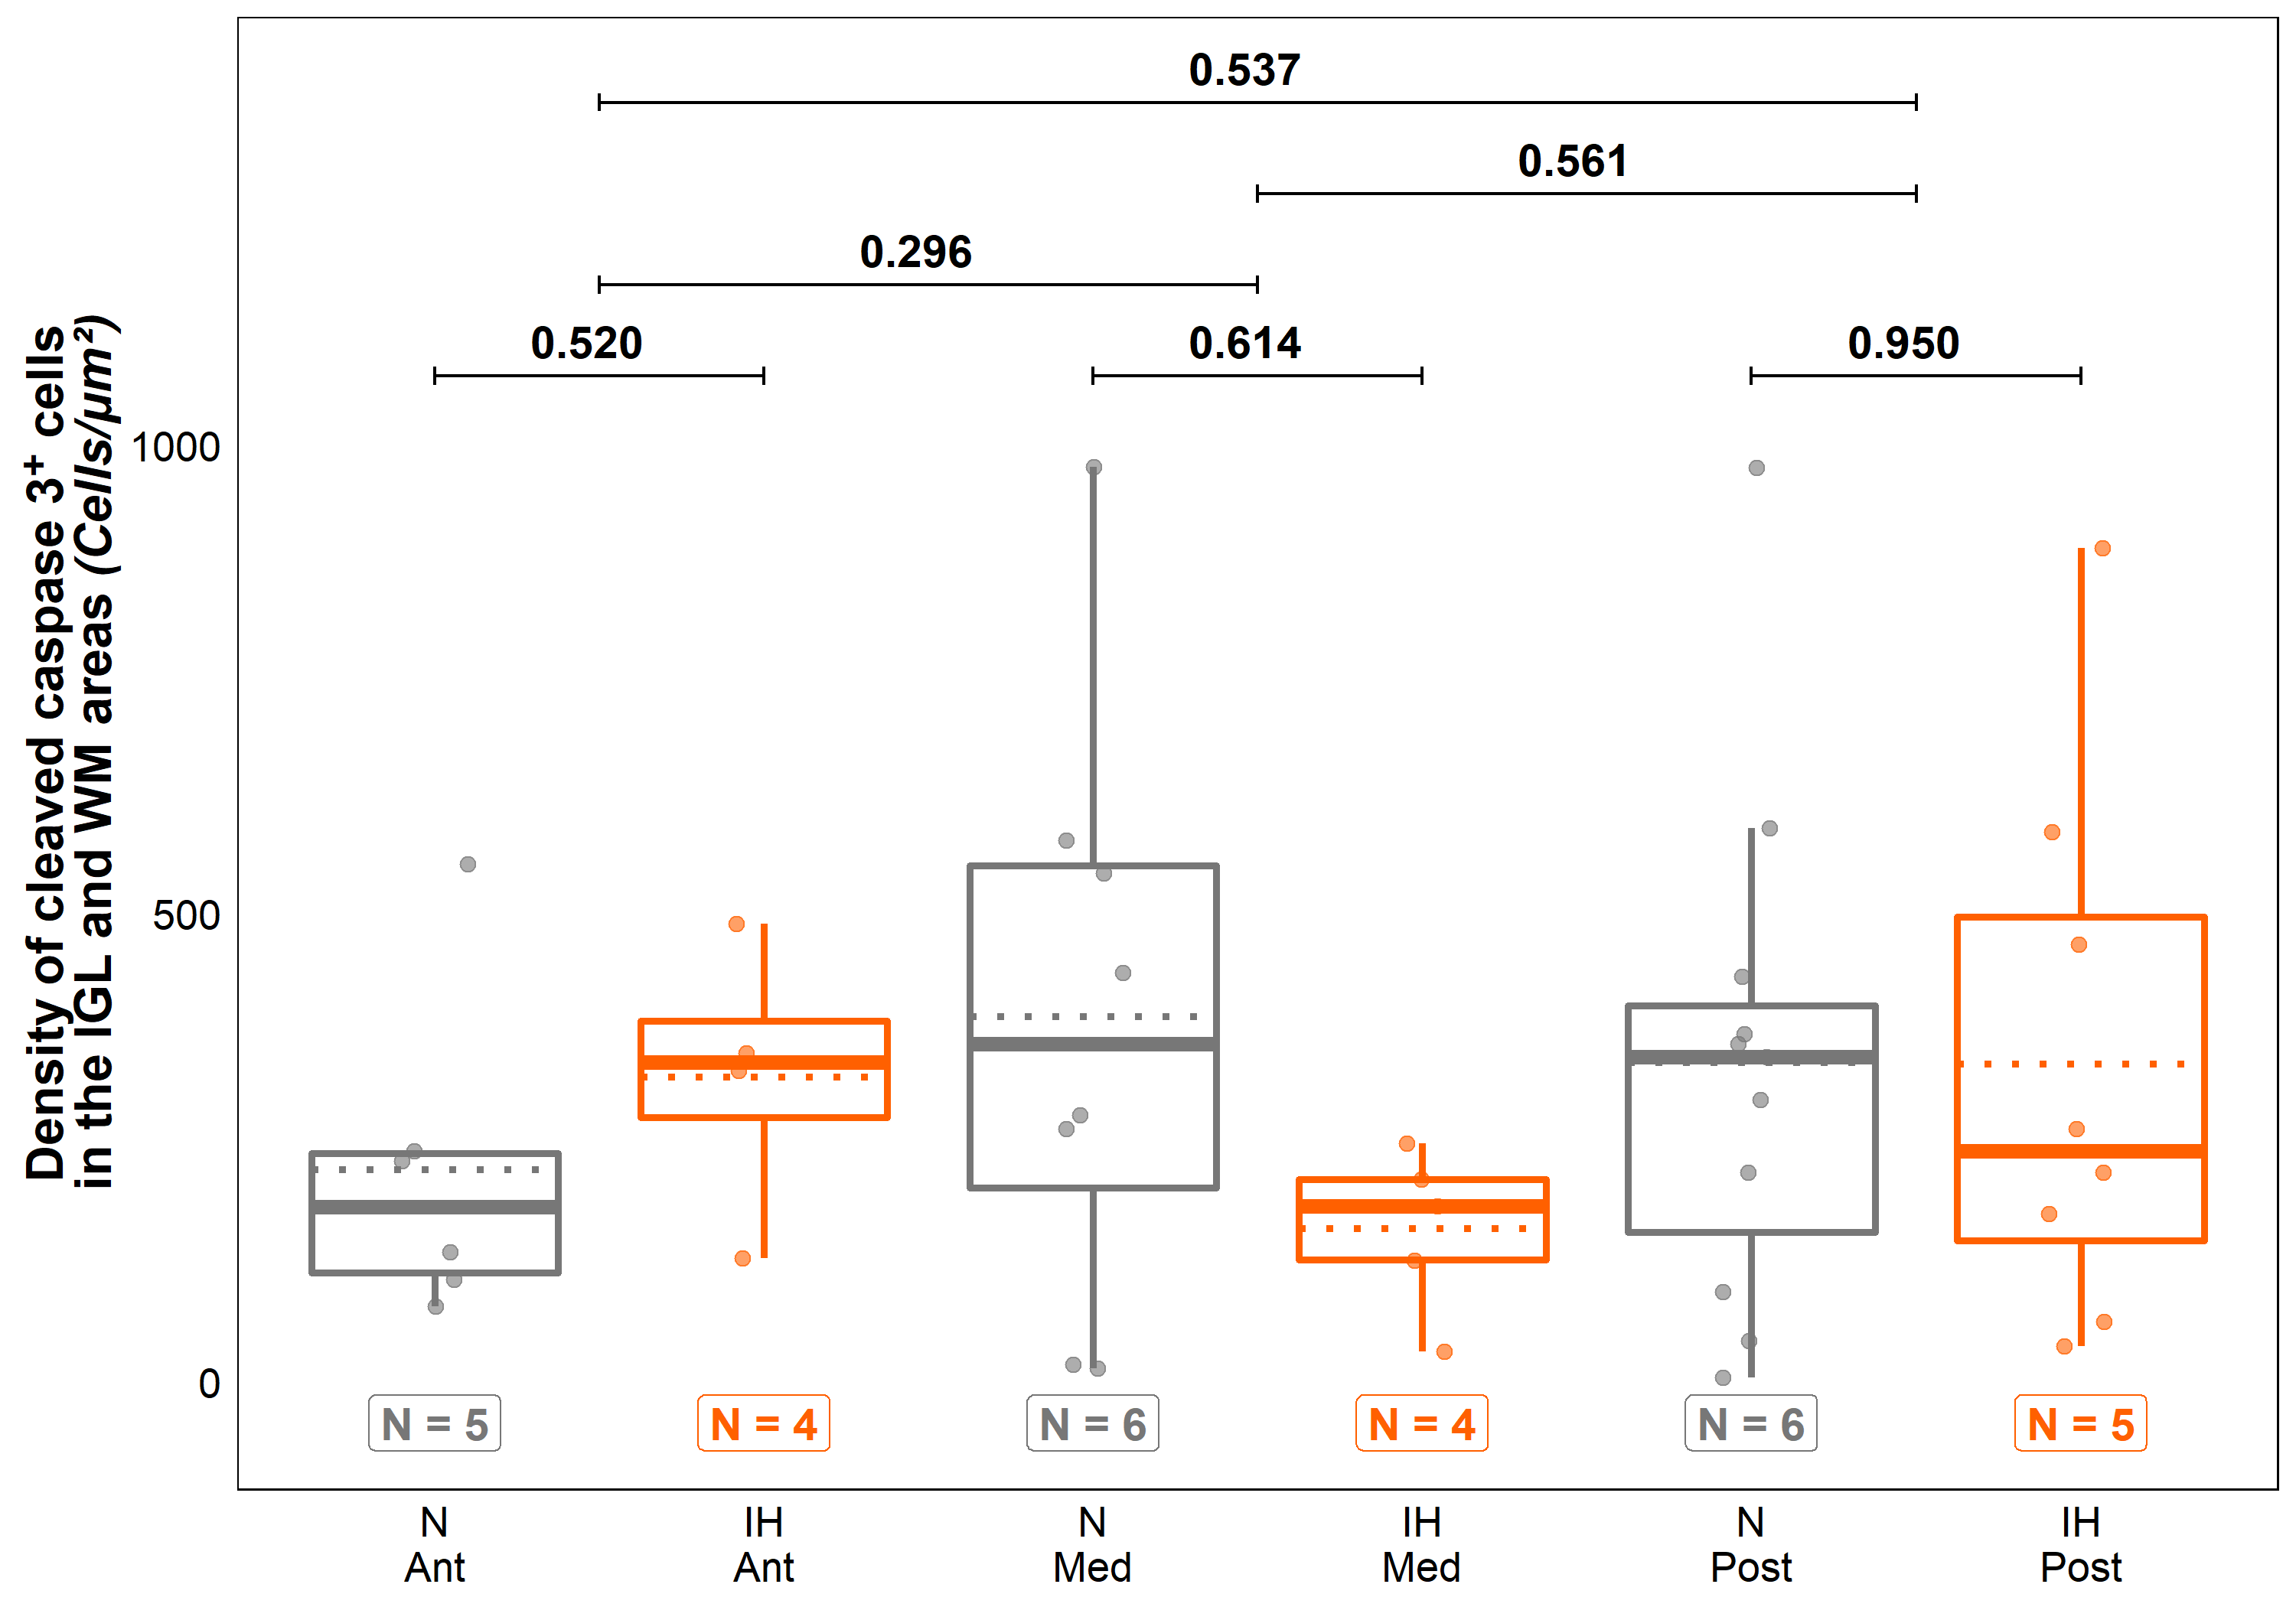 Density of cleaved caspase 3⁺ cells
in the IGL and WM areas (Cells/µm²)
0.537
0.561
0.296
0.520 0.614 0.950
1000
500
0
N = 5 N = 4 N = 6 N = 4 N = 6 N = 5
N IH N IH N IH
Ant Ant Med Med Post Post